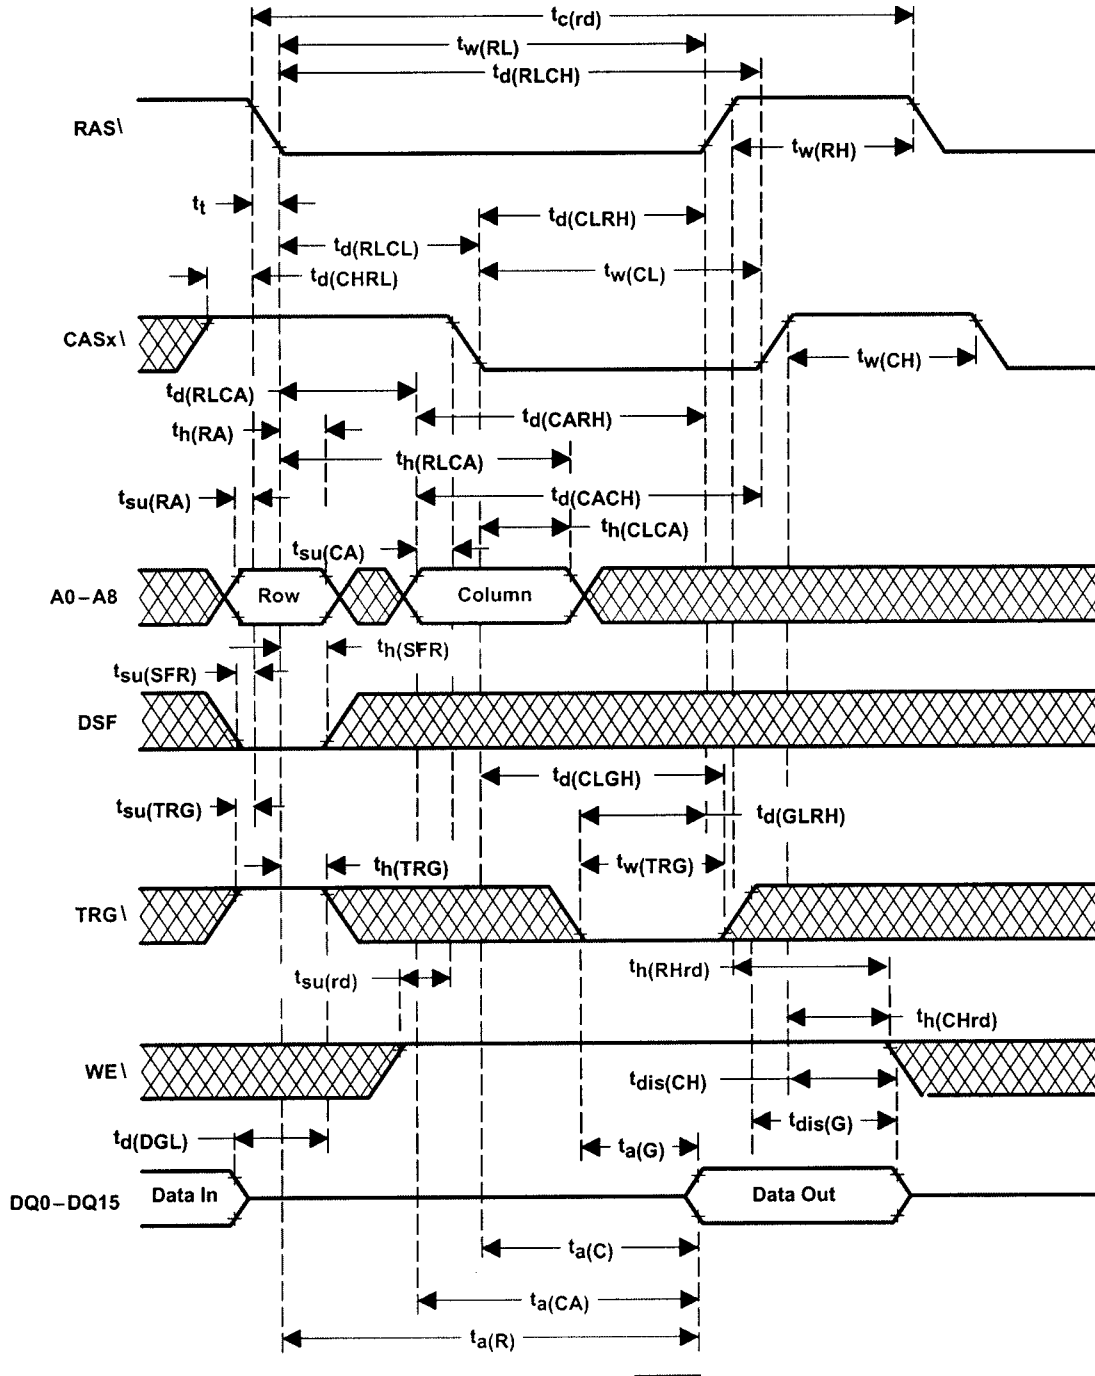 tc(rd)
tw(RL)
td(RLCH)
RAS\
tw(RH)
tt
td(CLRH)
td(RLCL)
td(CHRL)
tw(CL)
CASx\
tw(CH)
td(RLCA)
td(CARH)
th(RA)
th(RLCA)
tsu(RA)
td(CACH)
th(CLCA)
tsu(CA)
A0–A8
Row
Column
th(SFR)
tsu(SFR)
DSF
td(CLGH)
tsu(TRG)
td(GLRH)
th(TRG)
tw(TRG)
TRG\
th(RHrd)
tsu(rd)
th(CHrd)
WE\
tdis(CH)
tdis(G)
td(DGL)
ta(G)
DQ0–DQ15
Data In
Data Out
ta(C)
ta(CA)
ta(R)